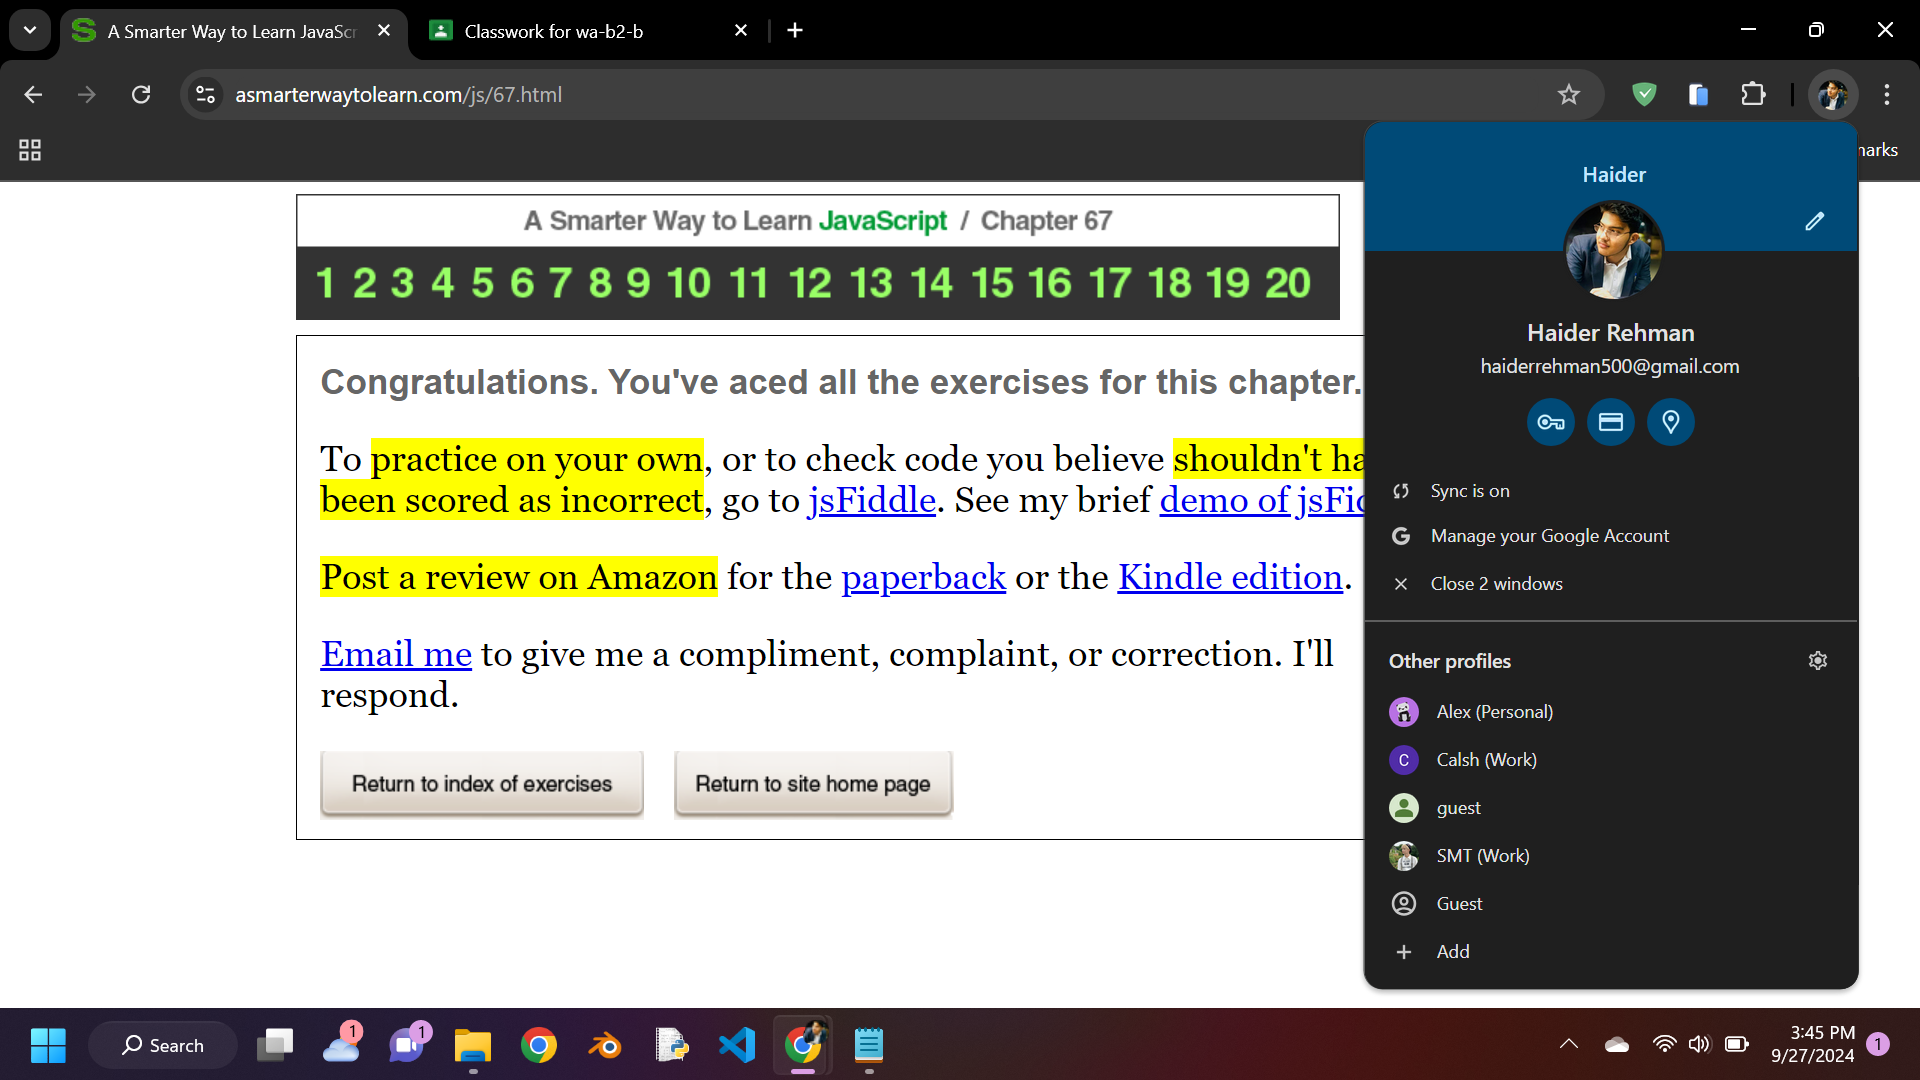 A Smarter Way to Learn JavaScr
Classwork for wa-b2-b
asmarterwaytolearn.com/js/67.html
marks
A Smarter Way to Learn JavaScript / Chapter 67
1 2 3 4 5 6 7 8 9 10 11 12 13 14 15 16 17 18 19 20
Congratulations. You've aced all the exercises for this chapter.
To practice on your own, or to check code you believe shouldn't ha
been scored as incorrect, go to jsFiddle. See my brief demo of jsFid
Post a review on Amazon for the paperback or the Kindle edition.
Email me to give me a compliment, complaint, or correction. I'll
respond.
Return to index of exercises
Return to site home page
Haider
Haider Rehman
haiderrehman500@gmail.com
Sync is on
Manage your Google Account
Close 2 windows
Other profiles
Alex (Personal)
C
Calsh (Work)
guest
SMT (Work)
Guest
Add
Search
1
1
3:45 PM
9/27/2024
1